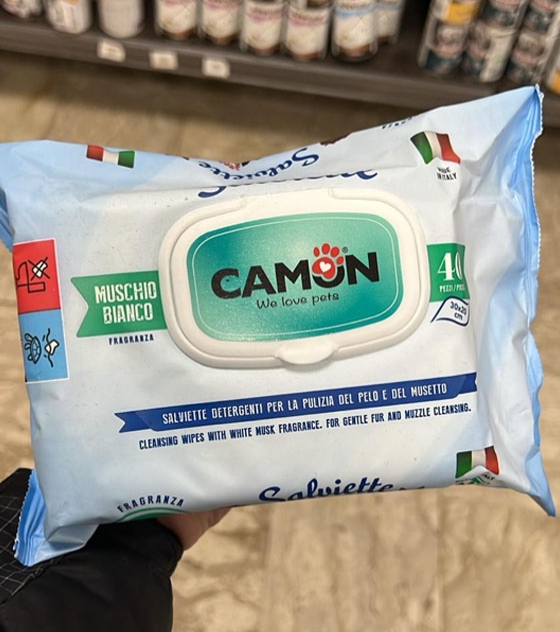 Salviette
MADE
IN ITALY
CAMON
We love pets
MUSCHIO
BIANCO
FRAGRANZA
40
PEZZI/PCS
30x20
cm
SALVIETTE DETERGENTI PER LA PULIZIA DEL PELO E DEL MUSETTO
CLEANSING WIPES WITH WHITE MUSK FRAGRANCE. FOR GENTLE FUR AND MUZZLE CLEANSING.
FRAGRANZA
Salviette